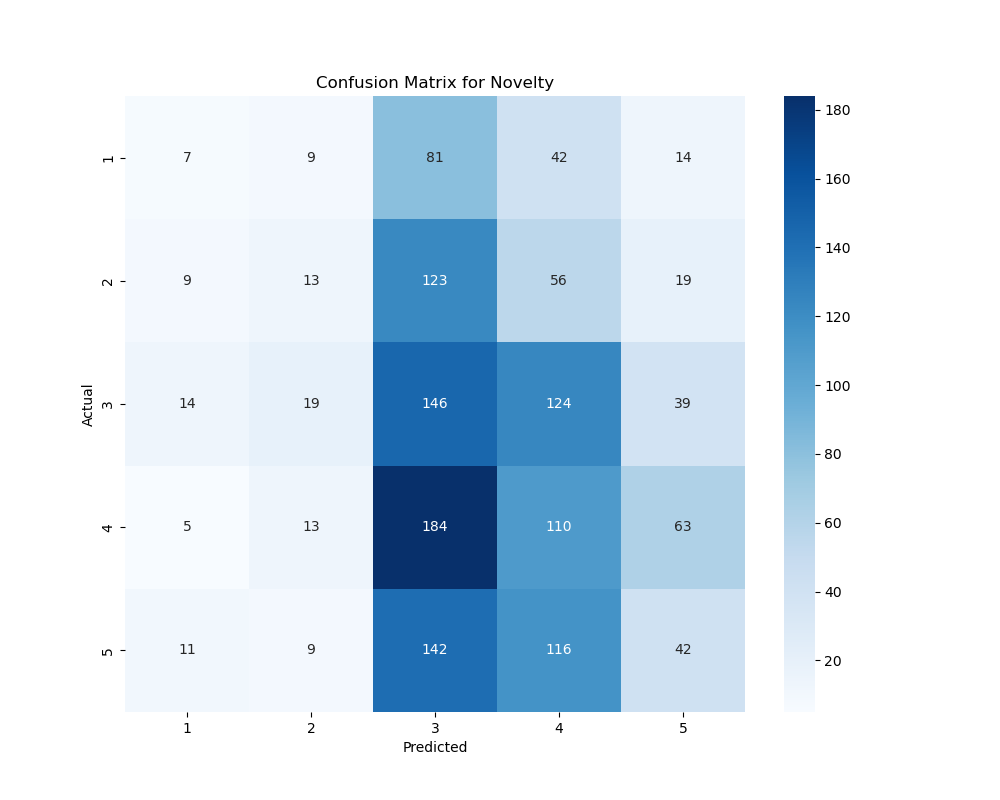 Confusion Matrix for Novelty
1 7 9 81 42 14
2 9 13 123 56 19
3 14 19 146 124 39
4 5 13 184 110 63
5 11 9 142 116 42
1 2 3 4 5
Predicted
Actual
180
160
140
120
100
80
60
40
20